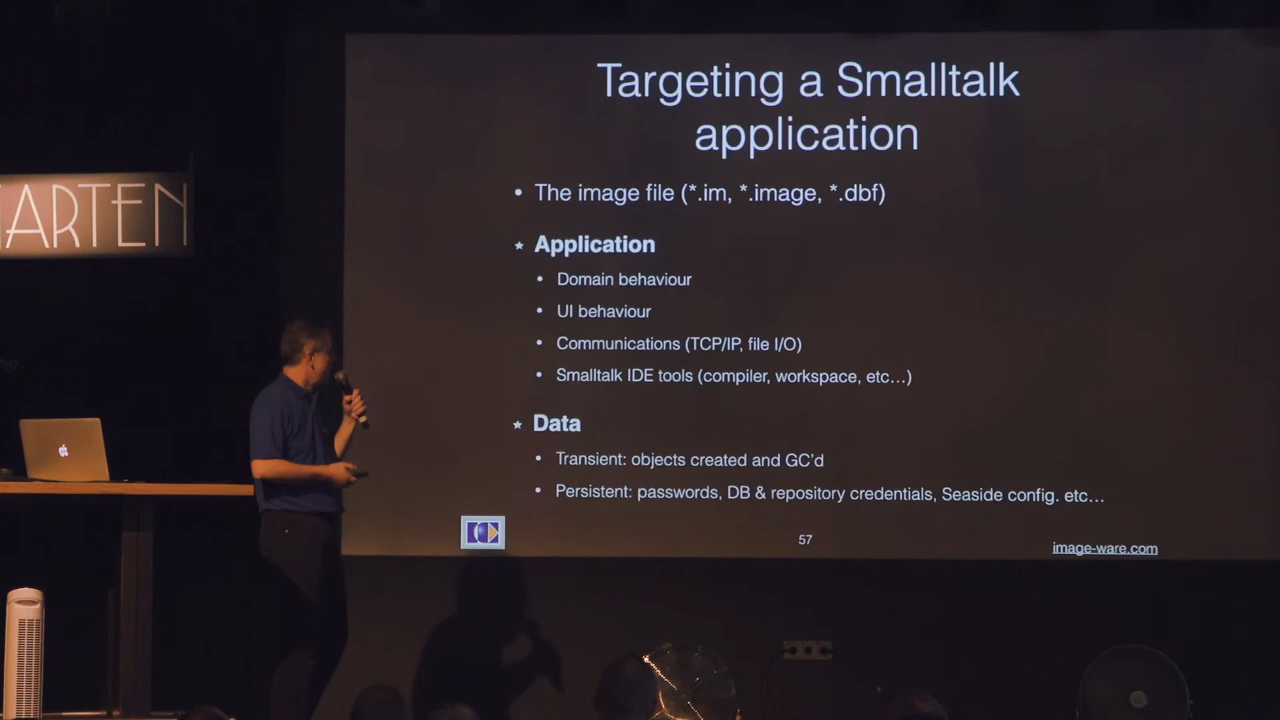 Targeting a Smalltalk
application
• The image file (*.im, *.image, *.dbf)
ARTEN
★ Application
• Domain behaviour
• UI behaviour
• Communications (TCP/IP, file I/O)
• Smalltalk IDE tools (compiler, workspace, etc…)
★ Data
• Transient: objects created and GC’d
• Persistent: passwords, DB & repository credentials, Seaside config. etc…
57
image-ware.com